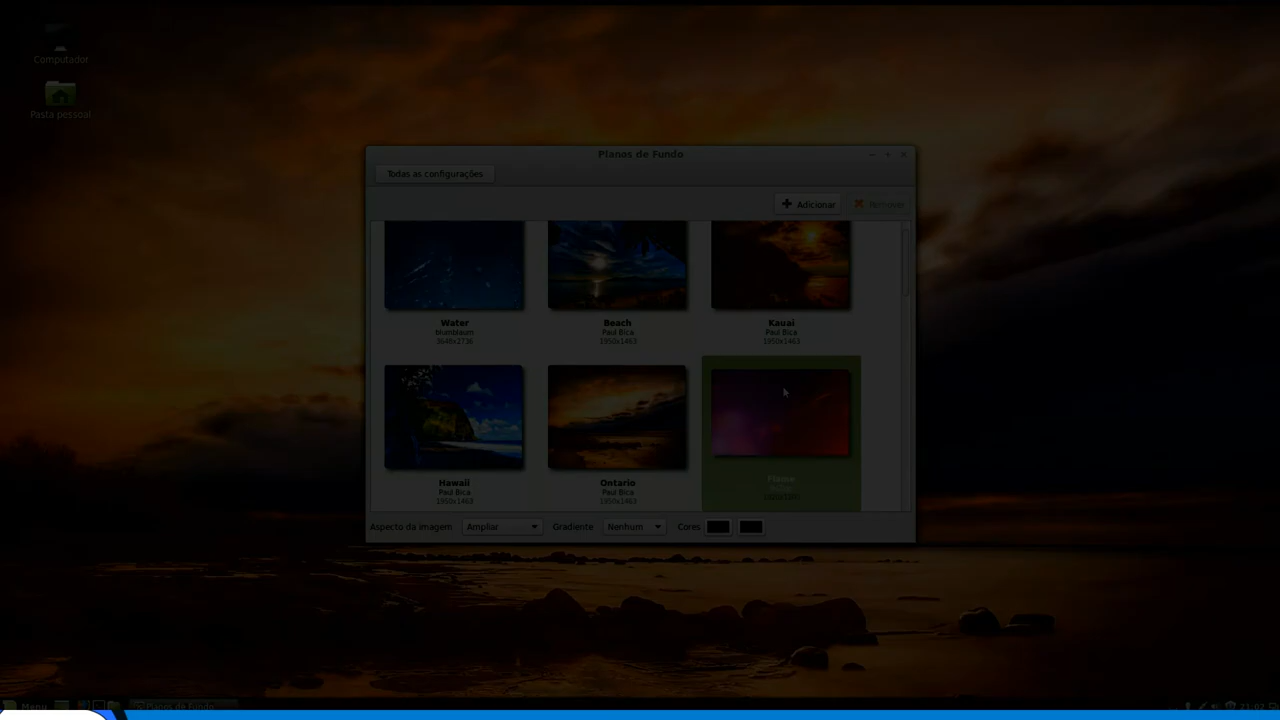 Computador
Pasta pessoal
Planos de Fundo
Todas as configurações
Adicionar
Remover
Water
blumblaum
3648x2736
Beach
Paul Bica
1950x1463
Kauai
Paul Bica
1950x1463
Hawaii
Paul Bica
1950x1463
Ontario
Paul Bica
1950x1463
Aspecto da imagem
Ampliar
Gradiente
Nenhum
Cores
Menu
Planos de Fundo
21:02